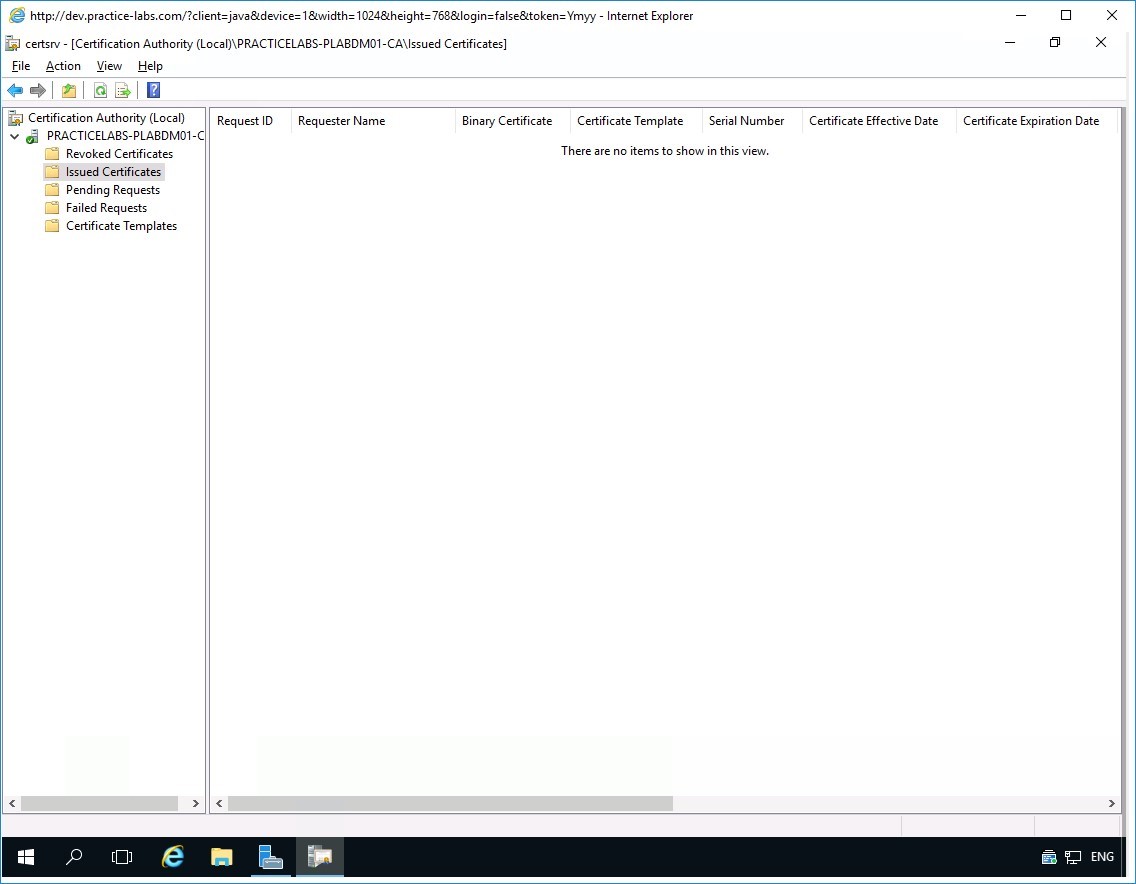 http://dev.practice-labs.com/?client=java&device=1&width=1024&height=768&login=false&token=Ymyy - Internet Explorer
certsrv - [Certification Authority (Local)\PRACTICELABS-PLABDM01-CA\Issued Certificates]
File Action View Help
Certification Authority (Local)
PRACTICELABS-PLABDM01-C
Revoked Certificates
Issued Certificates
Pending Requests
Failed Requests
Certificate Templates
Request ID Requester Name Binary Certificate Certificate Template Serial Number Certificate Effective Date Certificate Expiration Date
There are no items to show in this view.
ENG